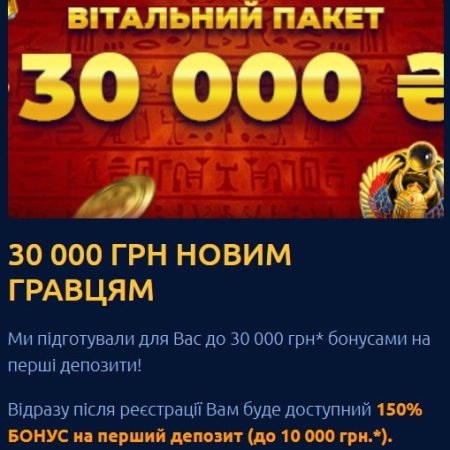 ВІТАЛЬНИЙ ПАКЕТ
30 000 ₴
30 000 ГРН НОВИМ
ГРАВЦЯМ
Ми підготували для Вас до 30 000 грн* бонусами на
перші депозити!
Відразу після реєстрації Вам буде доступний 150%
БОНУС на перший депозит (до 10 000 грн.*).